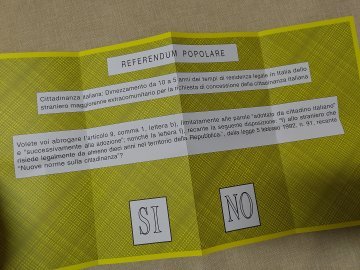 REFERENDUM POPOLARE
Cittadinanza italiana: Dimezzamento da 10 a 5 anni dei tempi di residenza legale in Italia dello
straniero maggiorenne extracomunitario per la richiesta di concessione della cittadinanza italiana
Volete voi abrogare l'articolo 9, comma 1, lettera b), limitatamente alle parole "adottato da cittadino italiano"
e "successivamente alla adozione"; nonché la lettera f), recante la seguente disposizione: "f) allo straniero che
risiede legalmente da almeno dieci anni nel territorio della Repubblica.", della legge 5 febbraio 1992, n. 91, recante
"Nuove norme sulla cittadinanza"?
SI NO